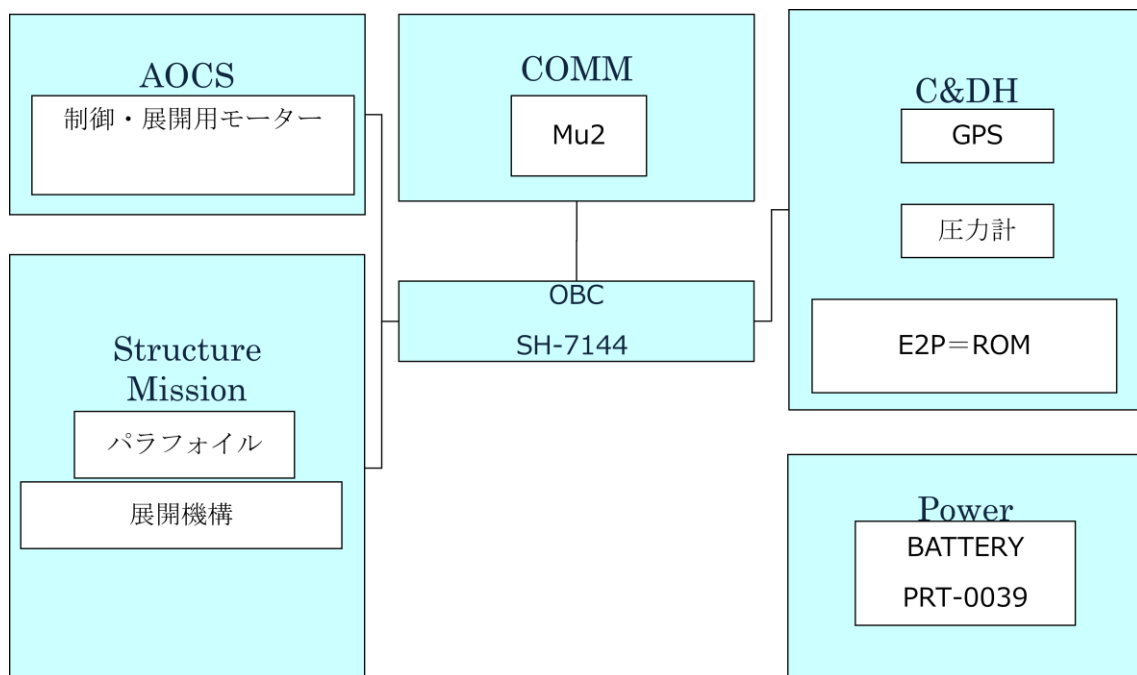 AOCS
制御・展開用モーター
COMM
Mu2
C&DH
GPS
圧力計
E2P＝ROM
OBC
SH-7144
Structure
Mission
パラフォイル
展開機構
Power
BATTERY
PRT-0039